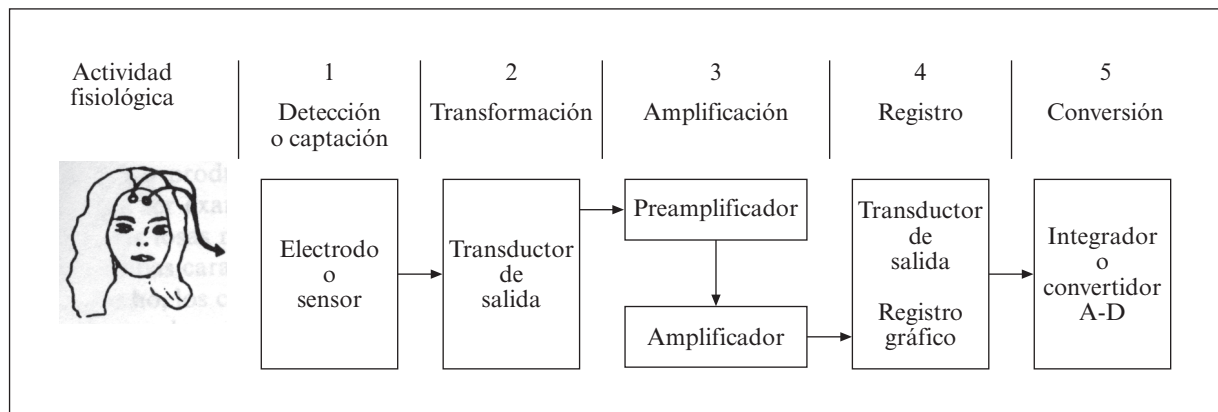 Actividad
fisiológica
1
Detección
o captación
2
Transformación
3
Amplificación
4
Registro
5
Conversión
Electrodo
o
sensor
Transductor
de
salida
Preamplificador
Amplificador
Transductor
de
salida
Registro
gráfico
Integrador
o
convertidor
A-D